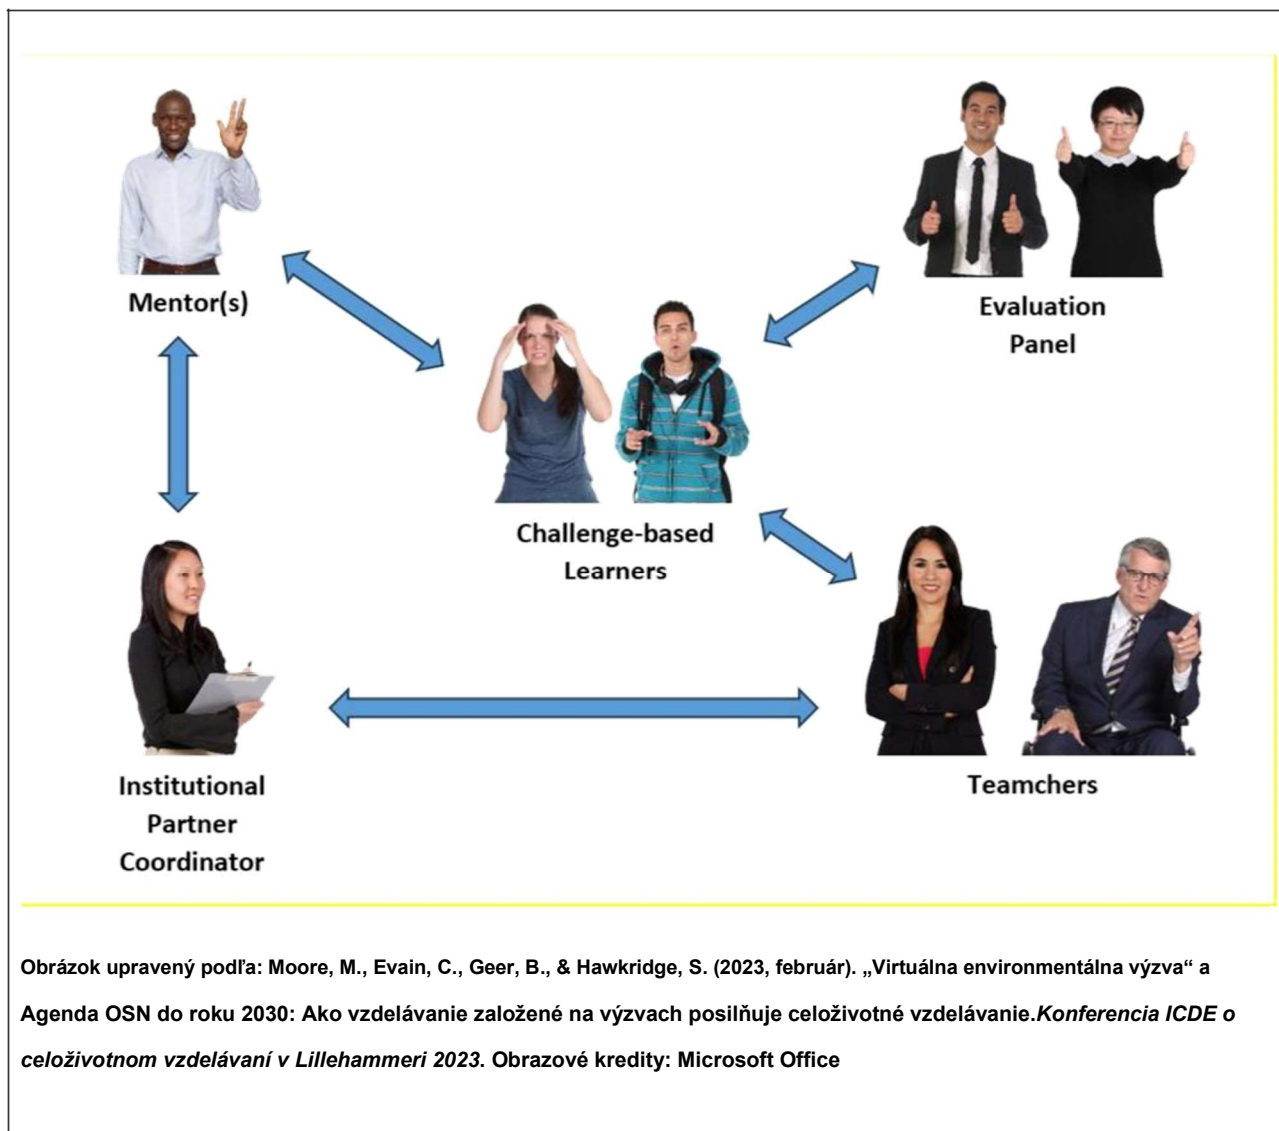 Mentor(s)
Evaluation
Panel
Challenge-based
Learners
Institutional
Partner
Coordinator
Teamchers
Obrázok upravený podľa: Moore, M., Evain, C., Geer, B., & Hawkridge, S. (2023, február). „Virtuálna environmentálna výzva“ a
Agenda OSN do roku 2030: Ako vzdelávanie založené na výzvach posilňuje celoživotné vzdelávanie.Konferencia ICDE o
celoživotnom vzdelávaní v Lillehammeri 2023. Obrazové kredity: Microsoft Office